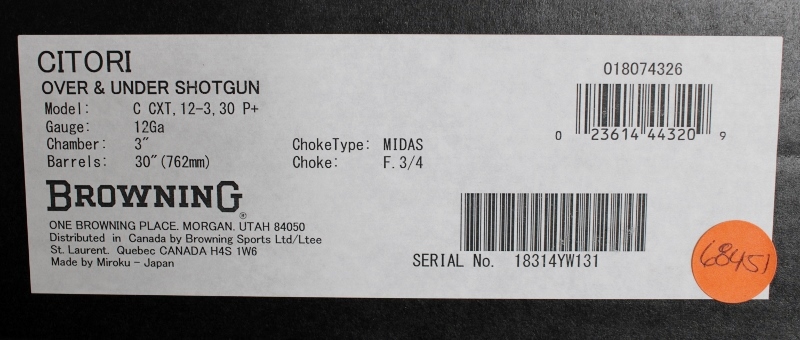 CITORI
OVER & UNDER SHOTGUN
Model: C CXT, 12-3, 30 P+
Gauge: 12Ga
Chamber: 3" ChokeType: MIDAS
Barrels: 30"(762mm) Choke: F. 3/4
018074326
0 23614 44320 9
BROWNING®
ONE BROWNING PLACE. MORGAN. UTAH 84050
Distributed in Canada by Browning Sports Ltd/Ltee
St. Laurent. Quebec CANADA H4S 1W6
Made by Miroku - Japan
SERIAL No. 18314YW131
68451